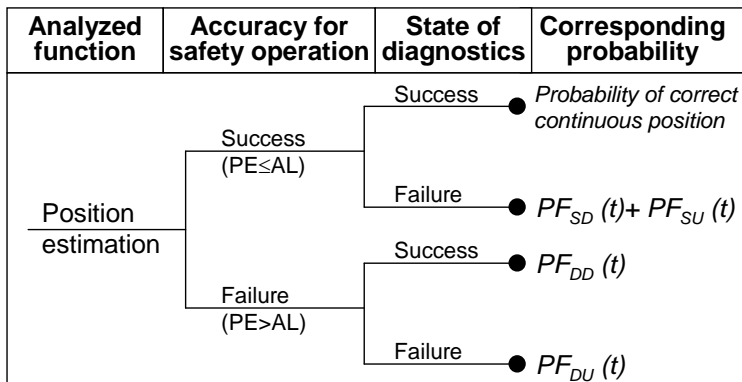 Analyzed function
Accuracy for safety operation
State of diagnostics
Corresponding probability
Position estimation
Success
(PE≤AL)
Success
Probability of correct
continuous position
Failure
PF_SD (t)+ PF_SU (t)
Failure
(PE>AL)
Success
PF_DD (t)
Failure
PF_DU (t)